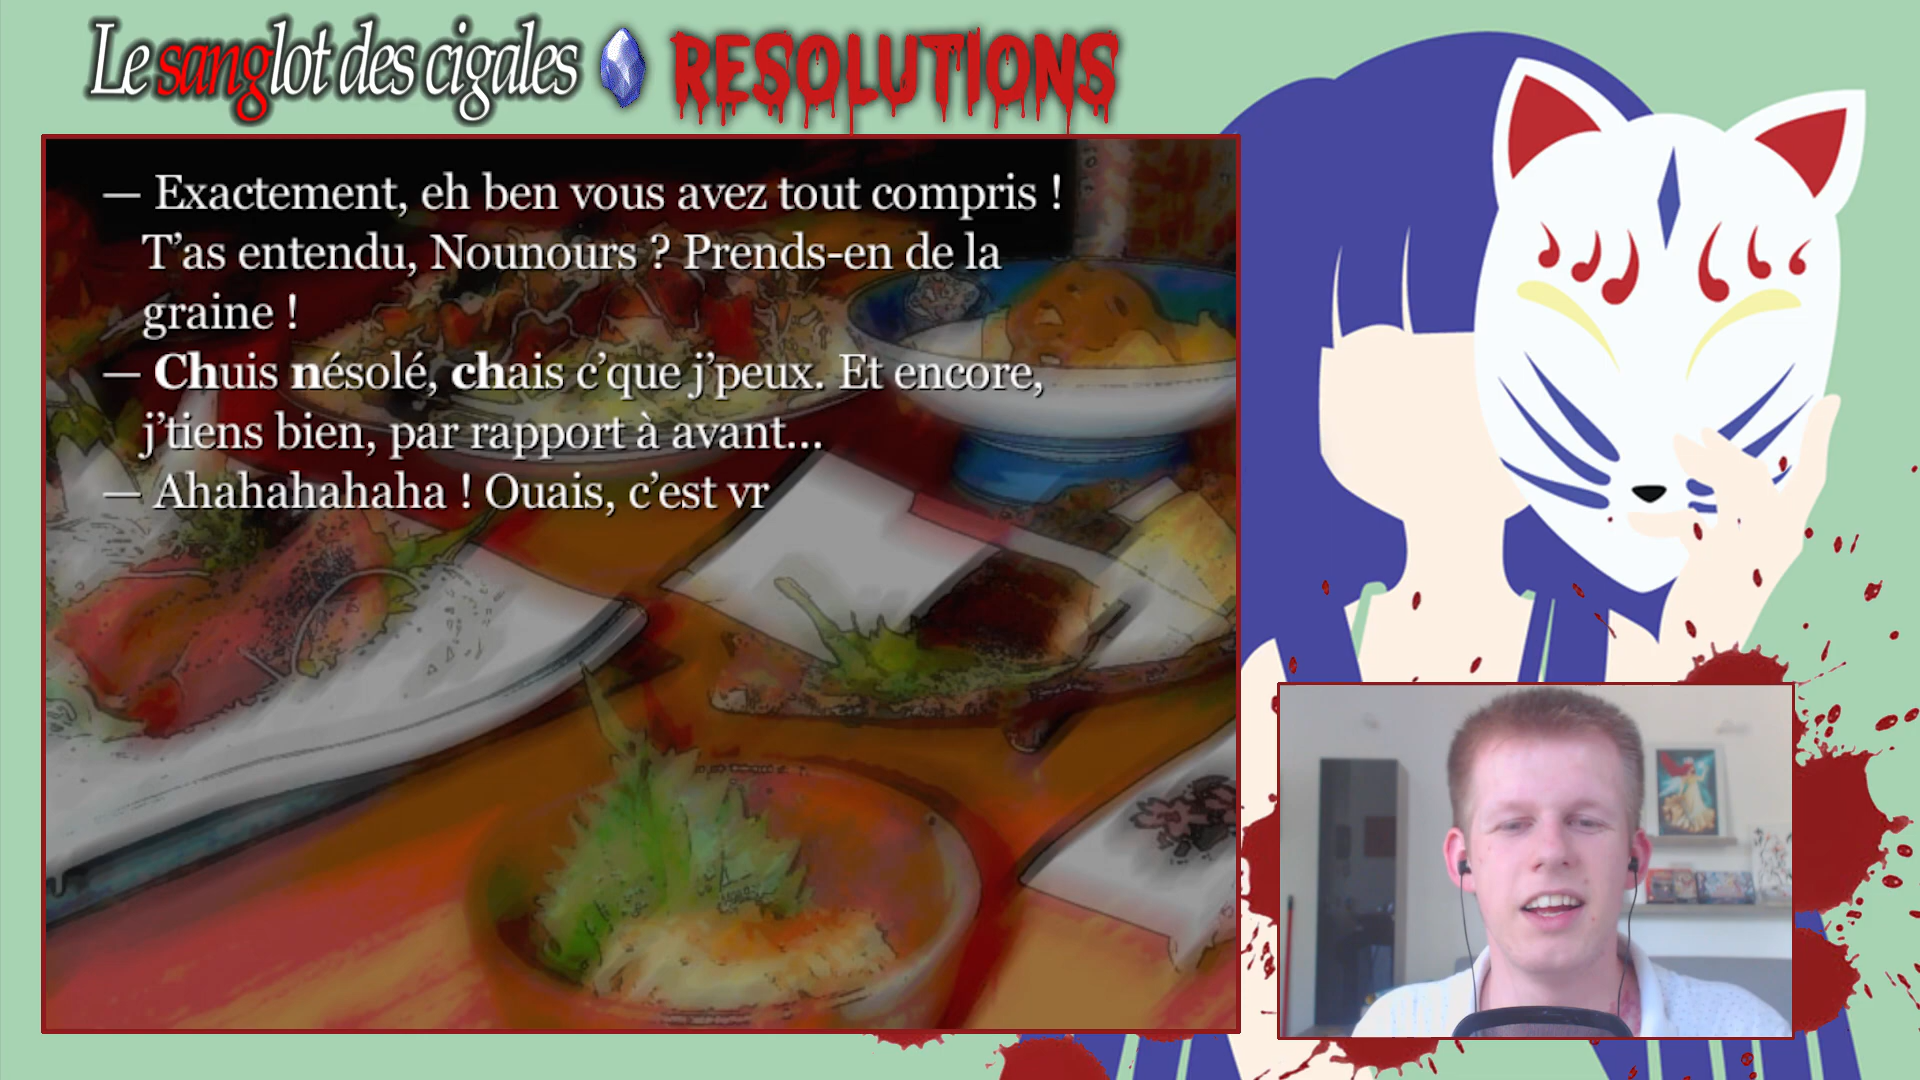 Le sanglot des cigales RESOLUTIONS
— Exactement, eh ben vous avez tout compris !
T’as entendu, Nounours ? Prends-en de la
graine !
— Chuis nésolé, chais c’que j’peux. Et encore,
j’tiens bien, par rapport à avant...
— Ahahahahaha ! Ouais, c’est vr